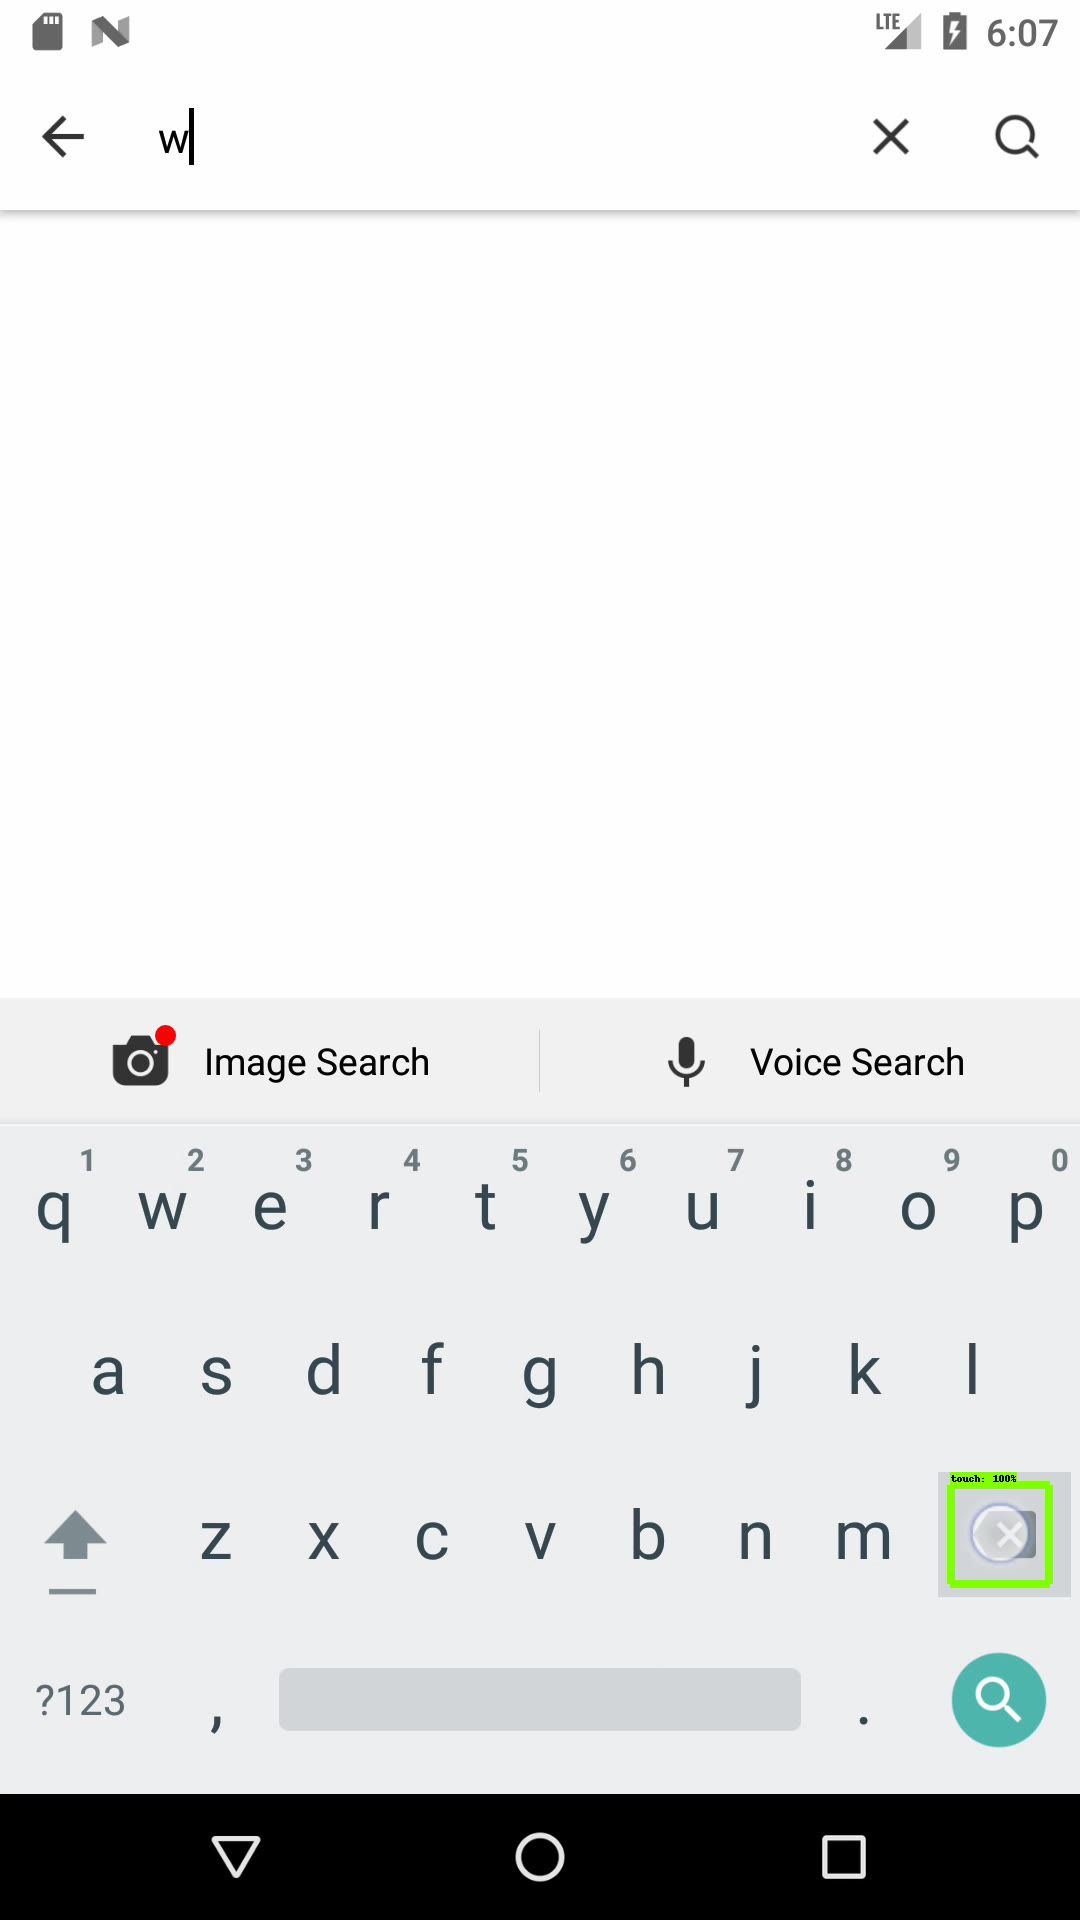 LTE 6:07
w
Image Search Voice Search
1 2 3 4 5 6 7 8 9 0
q w e r t y u i o p
a s d f g h j k l
touch: 100%
z x c v b n m
?123 , .